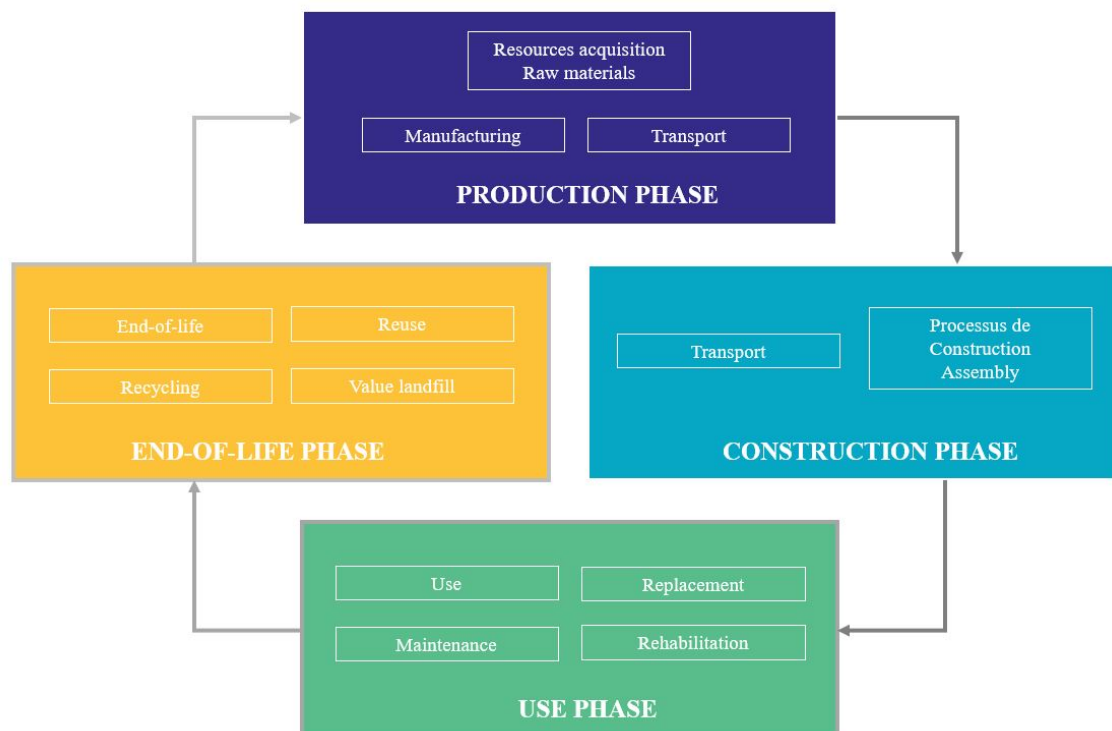 Resources acquisition
Raw materials
Manufacturing
Transport
PRODUCTION PHASE
End-of-life
Reuse
Recycling
Value landfill
END-OF-LIFE PHASE
Transport
Processus de
Construction
Assembly
CONSTRUCTION PHASE
Use
Replacement
Maintenance
Rehabilitation
USE PHASE